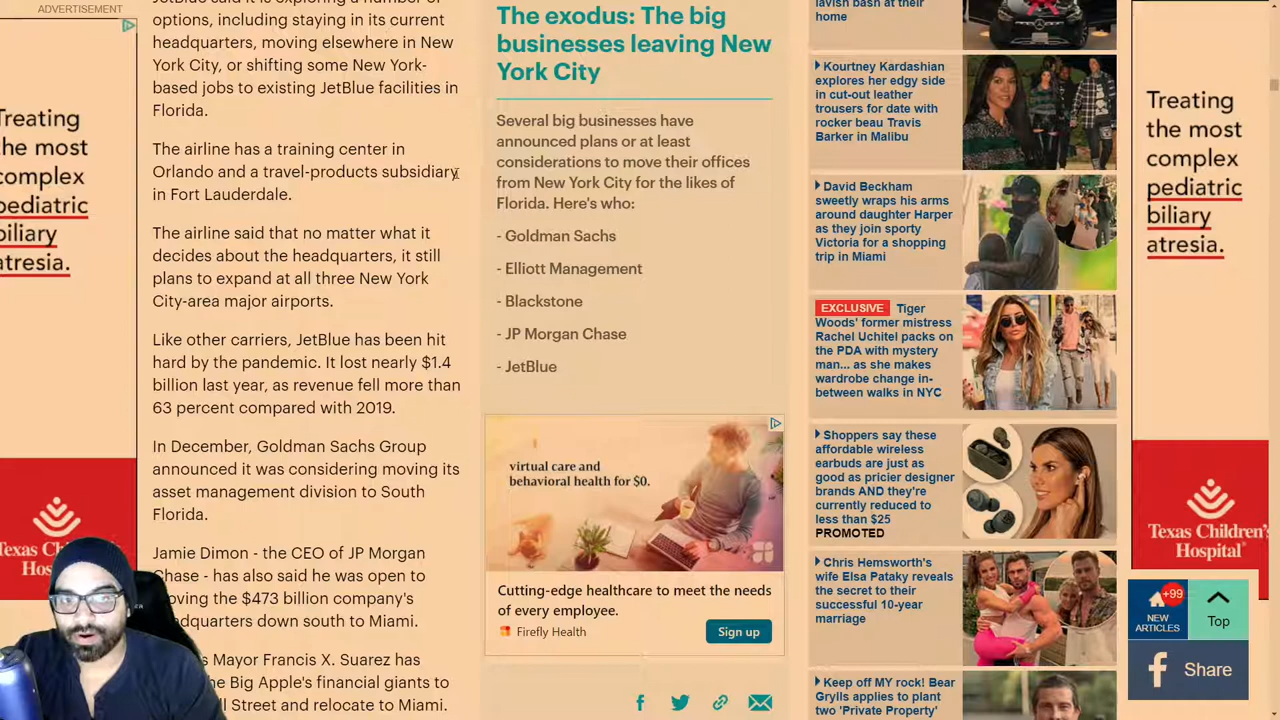 ADVERTISEMENT
Treating
the most
complex
pediatric
biliary
atresia.
options, including staying in its current
headquarters, moving elsewhere in New
York City, or shifting some New York-
based jobs to existing JetBlue facilities in
Florida.
The airline has a training center in
Orlando and a travel-products subsidiary
in Fort Lauderdale.
The airline said that no matter what it
decides about the headquarters, it still
plans to expand at all three New York
City-area major airports.
Like other carriers, JetBlue has been hit
hard by the pandemic. It lost nearly $1.4
billion last year, as revenue fell more than
63 percent compared with 2019.
In December, Goldman Sachs Group
announced it was considering moving its
asset management division to South
Florida.
Jamie Dimon - the CEO of JP Morgan
Chase - has also said he was open to
moving the $473 billion company's
headquarters down south to Miami.
Mayor Francis X. Suarez has
the Big Apple's financial giants to
Street and relocate to Miami.
The exodus: The big
businesses leaving New
York City
Several big businesses have
announced plans or at least
considerations to move their offices
from New York City for the likes of
Florida. Here's who:
- Goldman Sachs
- Elliott Management
- Blackstone
- JP Morgan Chase
- JetBlue
virtual care and
behavioral health for $0.
Cutting-edge healthcare to meet the needs
of every employee.
Firefly Health
Sign up
lavish bash at their
home
Kourtney Kardashian
explores her edgy side
in cut-out leather
trousers for date with
rocker beau Travis
Barker in Malibu
David Beckham
sweetly wraps his arms
around daughter Harper
as they join sporty
Victoria for a shopping
trip in Miami
EXCLUSIVE Tiger
Woods' former mistress
Rachel Uchitel packs on
the PDA with mystery
man... as she makes
wardrobe change in-
between walks in NYC
Shoppers say these
affordable wireless
earbuds are just as
good as pricier designer
brands AND they're
currently reduced to
less than $25
PROMOTED
Chris Hemsworth's
wife Elsa Pataky reveals
the secret to their
successful 10-year
marriage
Keep off MY rock! Bear
Grylls applies to plant
two 'Private Property'
Treating
the most
complex
pediatric
biliary
atresia.
Texas Children's
Hospital
+99
NEW
ARTICLES
Top
Share